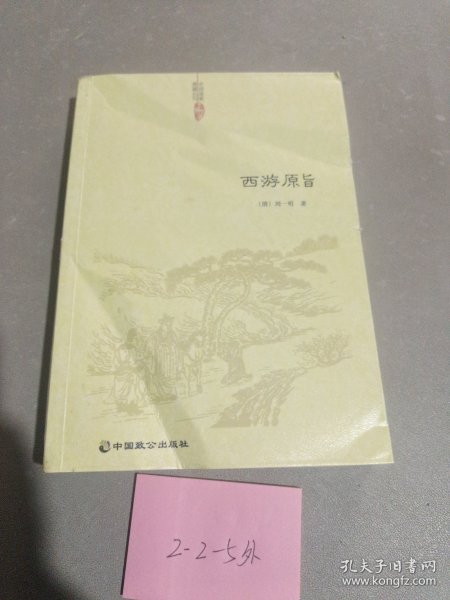 西游原旨
（清）刘一明 著
中国致公出版社
2-2-5外
孔夫子旧书网
www.kongfz.com